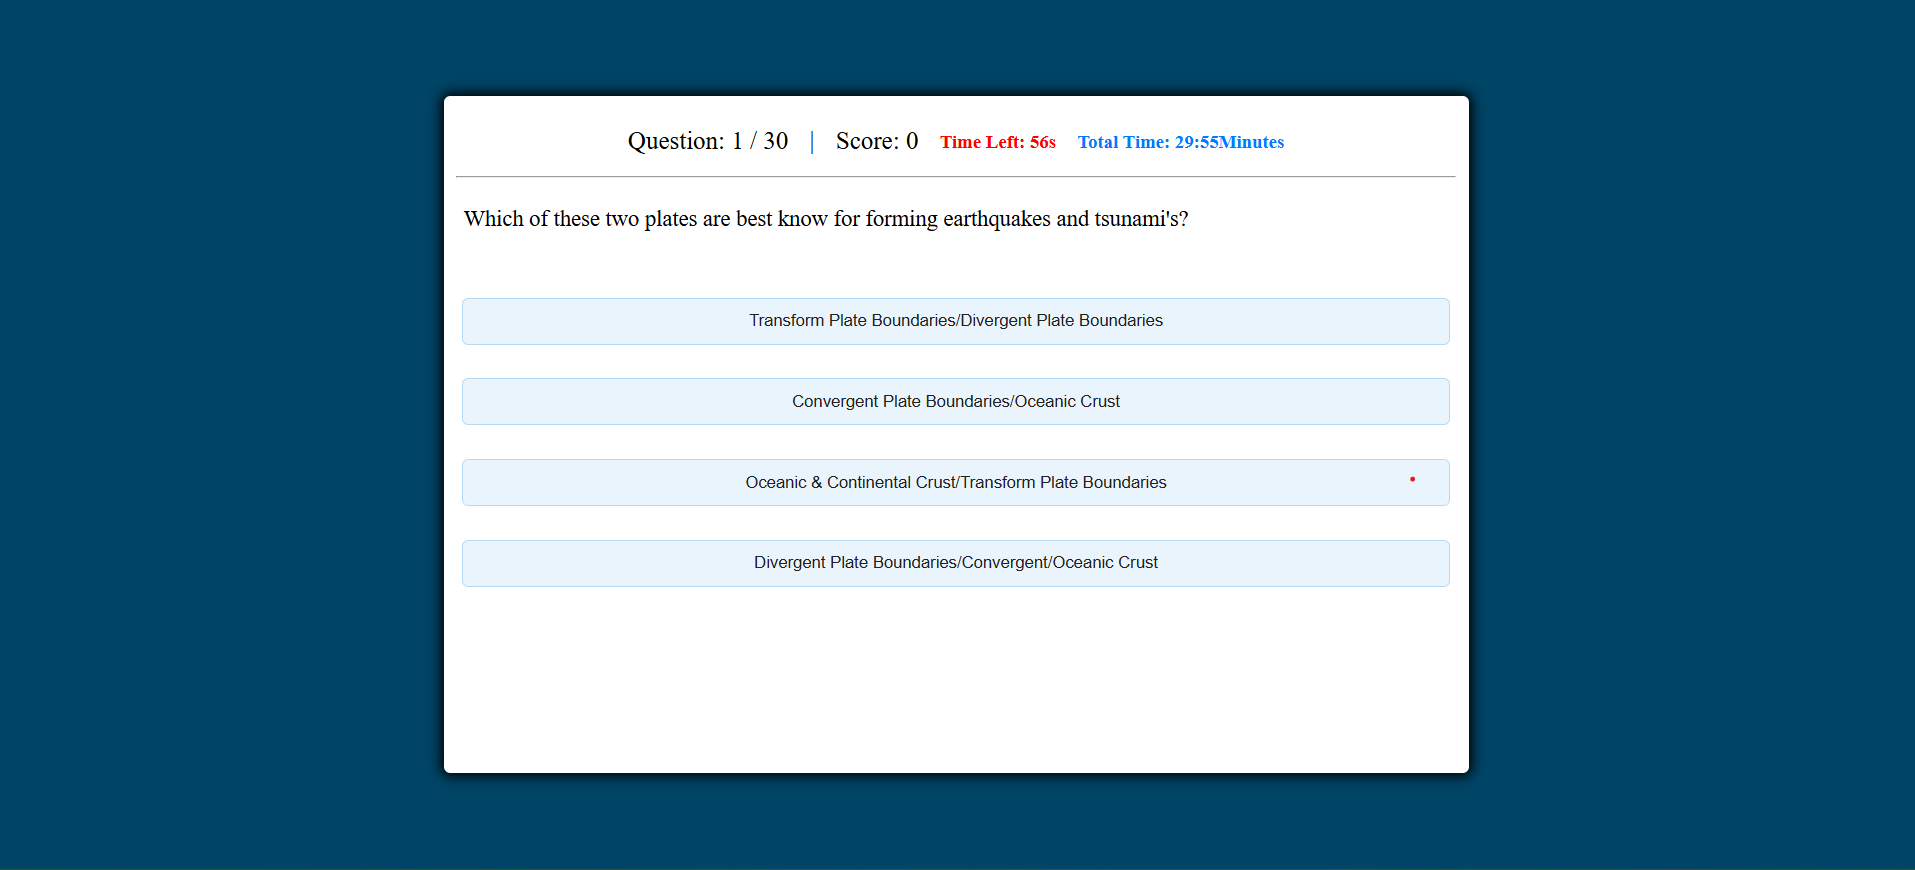 Question: 1 / 30 | Score: 0 Time Left: 56s Total Time: 29:55Minutes
Which of these two plates are best know for forming earthquakes and tsunami's?
Transform Plate Boundaries/Divergent Plate Boundaries
Convergent Plate Boundaries/Oceanic Crust
Oceanic & Continental Crust/Transform Plate Boundaries
Divergent Plate Boundaries/Convergent/Oceanic Crust